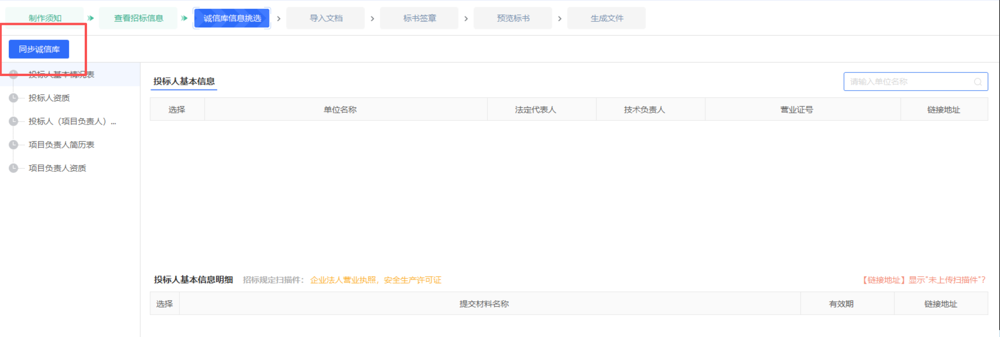 制作须知 查看招标信息 诚信库信息挑选 导入文档 标书签章 预览标书 生成文件
同步诚信库
投标人基本情况表
投标人资质
投标人（项目负责人）...
项目负责人简历表
项目负责人资质
投标人基本信息 请输入单位名称
选择 单位名称 法定代表人 技术负责人 营业证号 链接地址
投标人基本信息明细 招标规定扫描件：企业法人营业执照，安全生产许可证 【链接地址】显示"未上传扫描件"？
选择 提交材料名称 有效期 链接地址